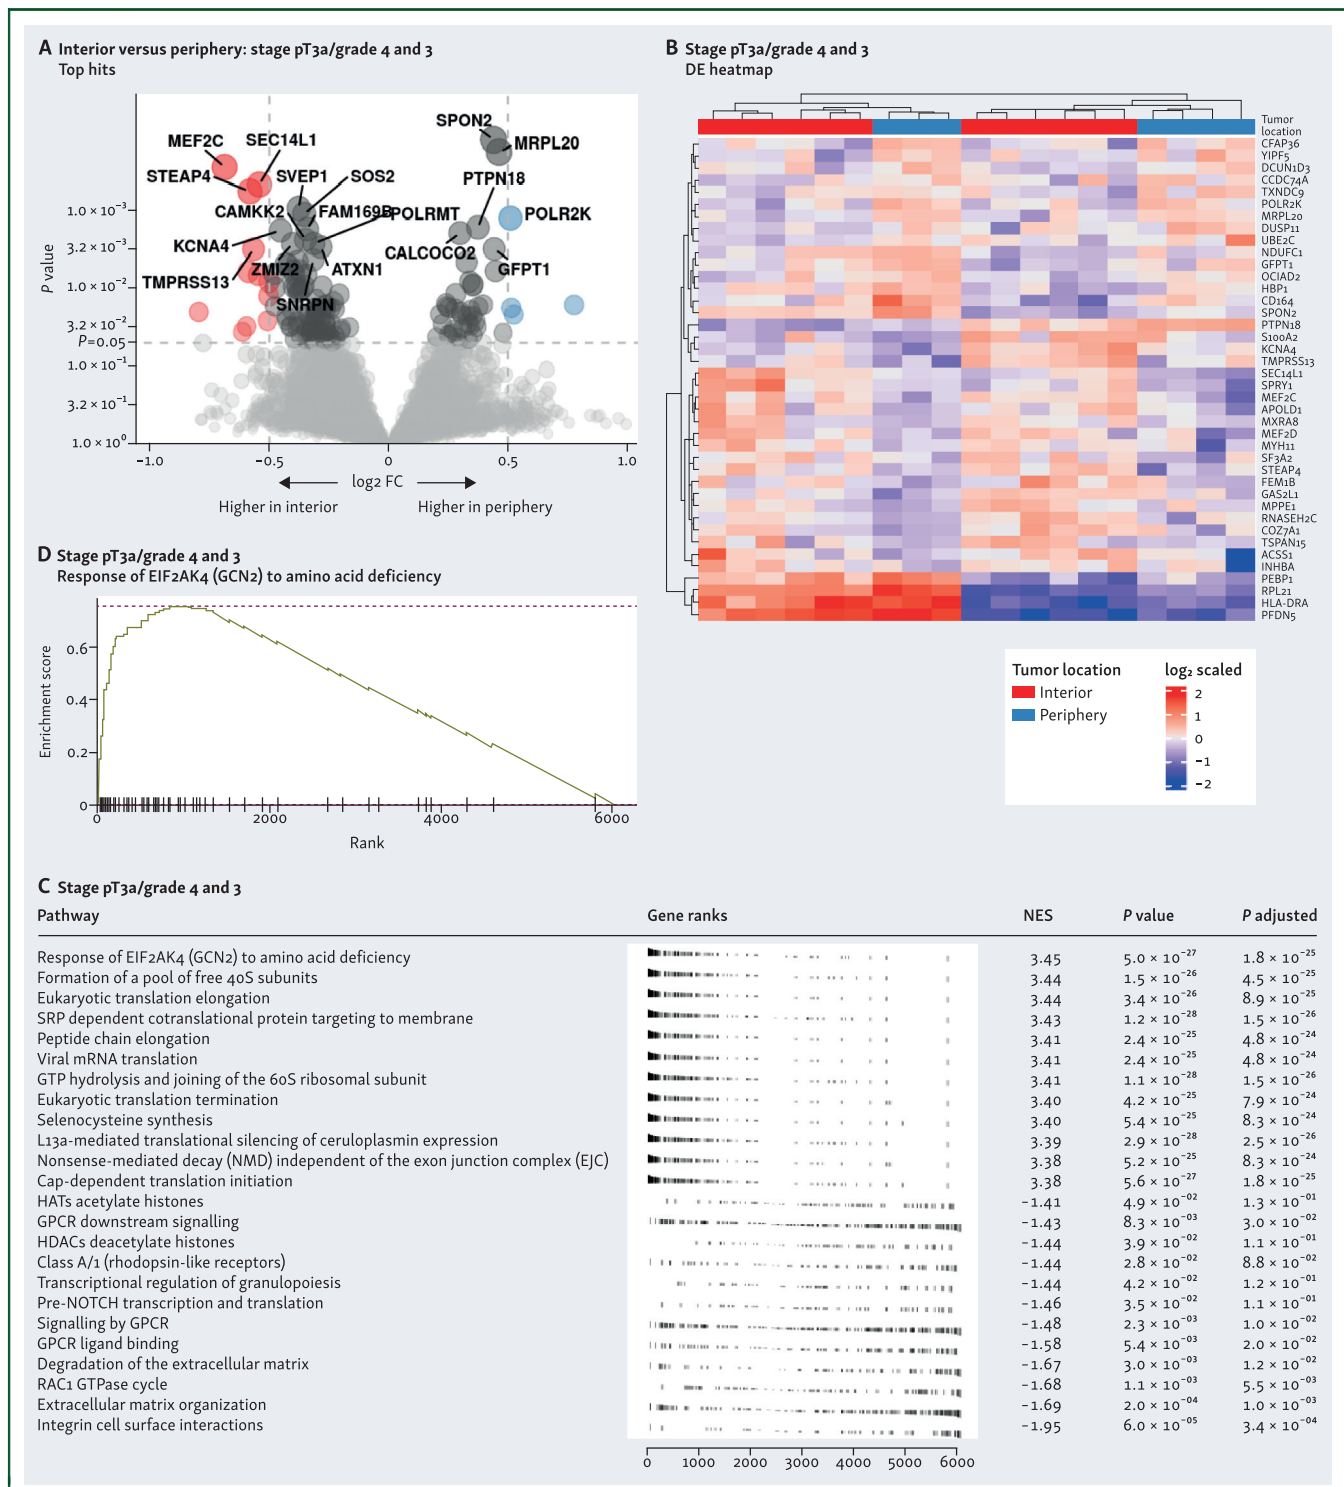 A Interior versus periphery: stage pT3a/grade 4 and 3
Top hits
SPON2
MEF2C
SEC14L1
MRPL20
STEAP4
SVEP1
SOS2
PTPN18
CAMKK2
FAM169B
POLRMT
POLR2K
KCNA4
CALCOCO2
ZMIZ2
ATXN1
GFPT1
TMPRSS13
SNRPN
P value
1.0 × 10⁻³
3.2 × 10⁻³
1.0 × 10⁻²
3.2 × 10⁻²
P=0.05
1.0 × 10⁻¹
3.2 × 10⁻¹
1.0 × 10⁰
−1.0 −0.5 0 0.5 1.0
log2 FC
Higher in interior Higher in periphery
B Stage pT3a/grade 4 and 3
DE heatmap
Tumor
location
CFAP36
YIPF5
DCUN1D3
CCDC74A
TXNDC9
POLR2K
MRPL20
DUSP11
UBE2C
NDUFC1
GFPT1
OCIAD2
HBP1
CD164
SPON2
PTPN18
S100A2
KCNA4
TMPRSS13
SEC14L1
SPRY1
MEF2C
APOLD1
MXRA8
MEF2D
MYH11
SF3A2
STEAP4
FEM1B
GAS2L1
MPPE1
RNASEH2C
COZ7A1
TSPAN15
ACSS1
INHBA
PEBP1
RPL21
HLA-DRA
PFDN5
Tumor location
Interior
Periphery
log₂ scaled
2
1
0
−1
−2
D Stage pT3a/grade 4 and 3
Response of EIF2AK4 (GCN2) to amino acid deficiency
Enrichment score
0.6
0.4
0.2
0
0 2000 4000 6000
Rank
C Stage pT3a/grade 4 and 3
Pathway Gene ranks NES P value P adjusted
Response of EIF2AK4 (GCN2) to amino acid deficiency 3.45 5.0 × 10⁻²⁷ 1.8 × 10⁻²⁵
Formation of a pool of free 40S subunits 3.44 1.5 × 10⁻²⁶ 4.5 × 10⁻²⁵
Eukaryotic translation elongation 3.44 3.4 × 10⁻²⁶ 8.9 × 10⁻²⁵
SRP dependent cotranslational protein targeting to membrane 3.43 1.2 × 10⁻²⁸ 1.5 × 10⁻²⁶
Peptide chain elongation 3.41 2.4 × 10⁻²⁵ 4.8 × 10⁻²⁴
Viral mRNA translation 3.41 2.4 × 10⁻²⁵ 4.8 × 10⁻²⁴
GTP hydrolysis and joining of the 60S ribosomal subunit 3.41 1.1 × 10⁻²⁸ 1.5 × 10⁻²⁶
Eukaryotic translation termination 3.40 4.2 × 10⁻²⁵ 7.9 × 10⁻²⁴
Selenocysteine synthesis 3.40 5.4 × 10⁻²⁵ 8.3 × 10⁻²⁴
L13a-mediated translational silencing of ceruloplasmin expression 3.39 2.9 × 10⁻²⁸ 2.5 × 10⁻²⁶
Nonsense-mediated decay (NMD) independent of the exon junction complex (EJC) 3.38 5.2 × 10⁻²⁵ 8.3 × 10⁻²⁴
Cap-dependent translation initiation 3.38 5.6 × 10⁻²⁷ 1.8 × 10⁻²⁵
HATs acetylate histones −1.41 4.9 × 10⁻⁰² 1.3 × 10⁻⁰¹
GPCR downstream signalling −1.43 8.3 × 10⁻⁰³ 3.0 × 10⁻⁰²
HDACs deacetylate histones −1.44 3.9 × 10⁻⁰² 1.1 × 10⁻⁰¹
Class A/1 (rhodopsin-like receptors) −1.44 2.8 × 10⁻⁰² 8.8 × 10⁻⁰²
Transcriptional regulation of granulopoiesis −1.44 4.2 × 10⁻⁰² 1.2 × 10⁻⁰¹
Pre-NOTCH transcription and translation −1.46 3.5 × 10⁻⁰² 1.1 × 10⁻⁰¹
Signalling by GPCR −1.48 2.3 × 10⁻⁰³ 1.0 × 10⁻⁰²
GPCR ligand binding −1.58 5.4 × 10⁻⁰³ 2.0 × 10⁻⁰²
Degradation of the extracellular matrix −1.67 3.0 × 10⁻⁰³ 1.2 × 10⁻⁰²
RAC1 GTPase cycle −1.68 1.1 × 10⁻⁰³ 5.5 × 10⁻⁰³
Extracellular matrix organization −1.69 2.0 × 10⁻⁰⁴ 1.0 × 10⁻⁰³
Integrin cell surface interactions −1.95 6.0 × 10⁻⁰⁵ 3.4 × 10⁻⁰⁴
0 1000 2000 3000 4000 5000 6000